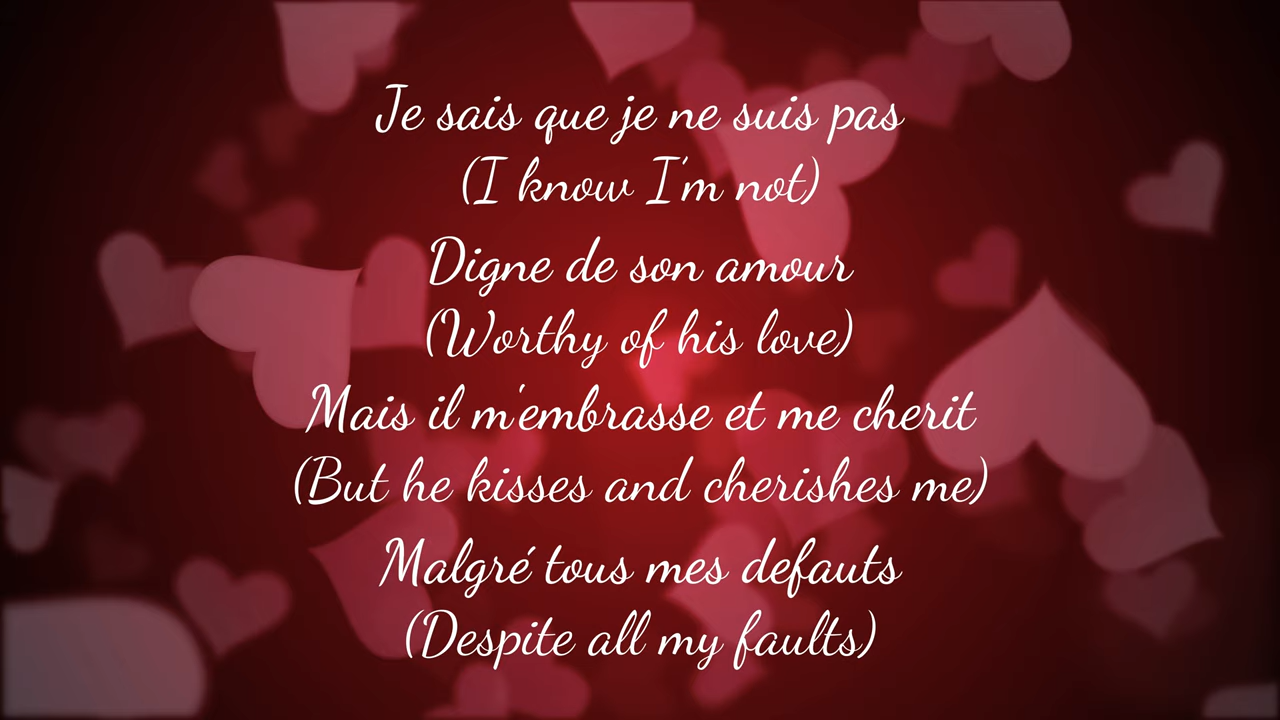 Je sais que je ne suis pas
(I know I'm not)
Digne de son amour
(Worthy of his love)
Mais il m'embrasse et me cherit
(But he kisses and cherishes me)
Malgré tous mes defauts
(Despite all my faults)